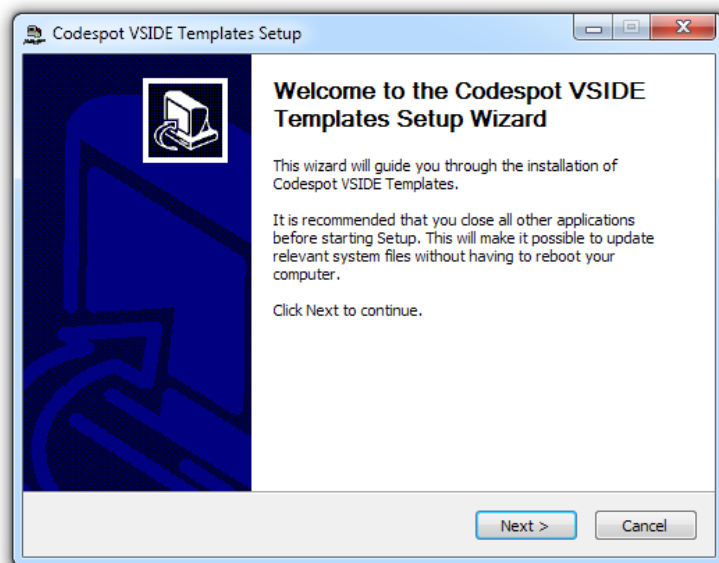 Codespot VSIDE Templates Setup
Welcome to the Codespot VSIDE
Templates Setup Wizard
This wizard will guide you through the installation of
Codespot VSIDE Templates.
It is recommended that you close all other applications
before starting Setup. This will make it possible to update
relevant system files without having to reboot your
computer.
Click Next to continue.
Next >
Cancel